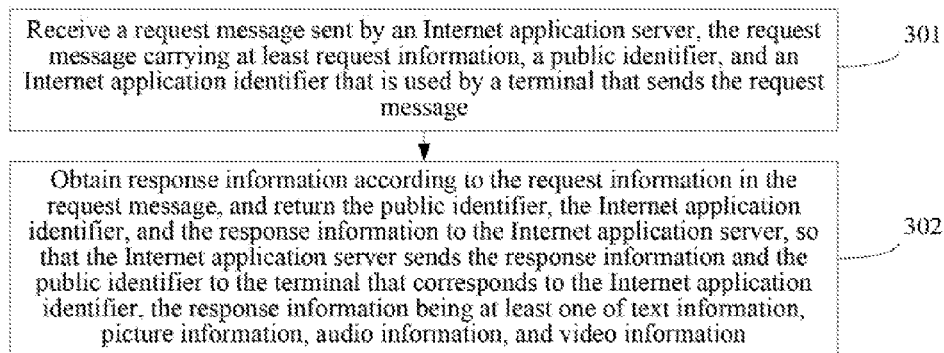 Receive a request message sent by an Internet application server, the request
message carrying at least request information, a public identifier, and an
Internet application identifier that is used by a terminal that sends the request
message
301
Obtain response information according to the request information in the
request message, and return the public identifier, the Internet application
identifier, and the response information to the Internet application server, so
that the Internet application server sends the response information and the
public identifier to the terminal that corresponds to the Internet application
identifier, the response information being at least one of text information,
picture information, audio information, and video information
302